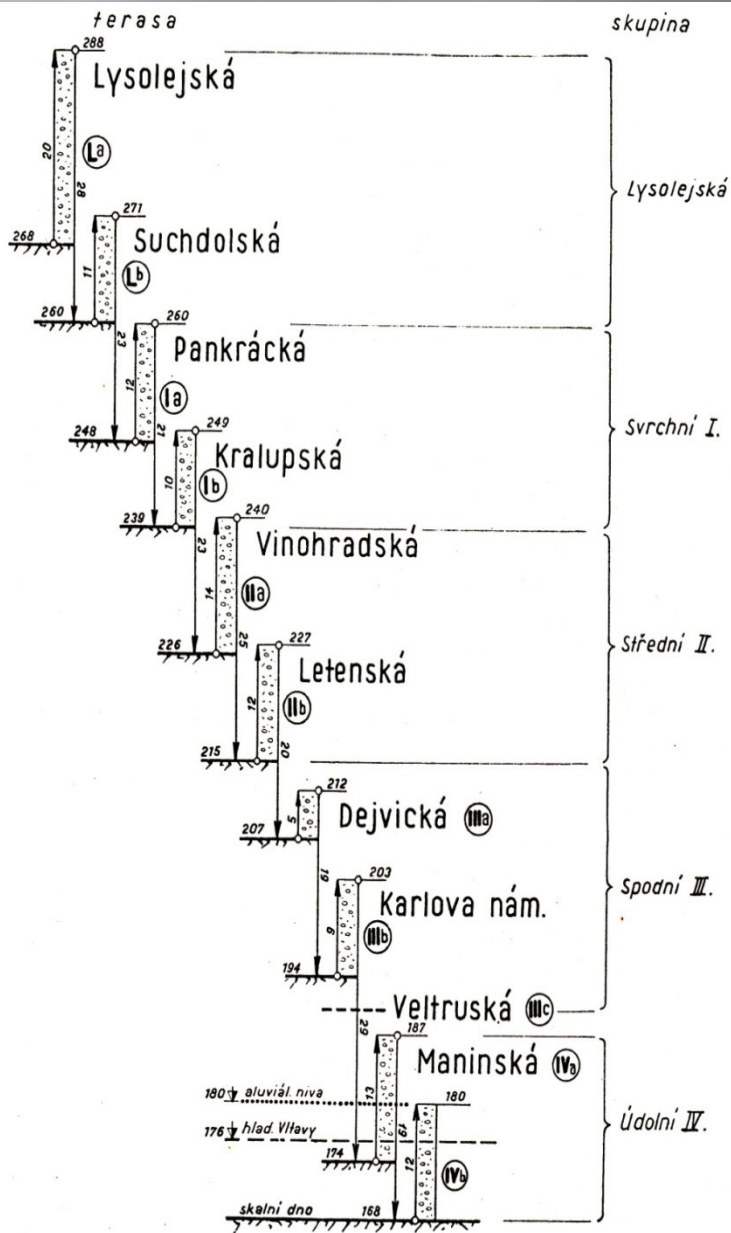 terasa skupina
288
Lysolejská
La
20
28
Lysolejská
271
268
Suchdolská
Lb
11
260
23
260
Pankrácká
Ia
12
21
Svrchní I.
249
248
Kralupská
Ib
10
239
23
240
Vinohradská
IIa
14
25
226
227
Střední II.
Letenská
IIb
12
20
215
212
Dejvická IIIa
5
207
19
203
Spodní III.
Karlova nám.
IIIb
9
194
Veltruská IIIc
29
187
Maninská IVa
13
180 aluviál. niva 180
19
Údolní IV.
176 hlad. Vltavy
174
12
IVb
skalní dno 168